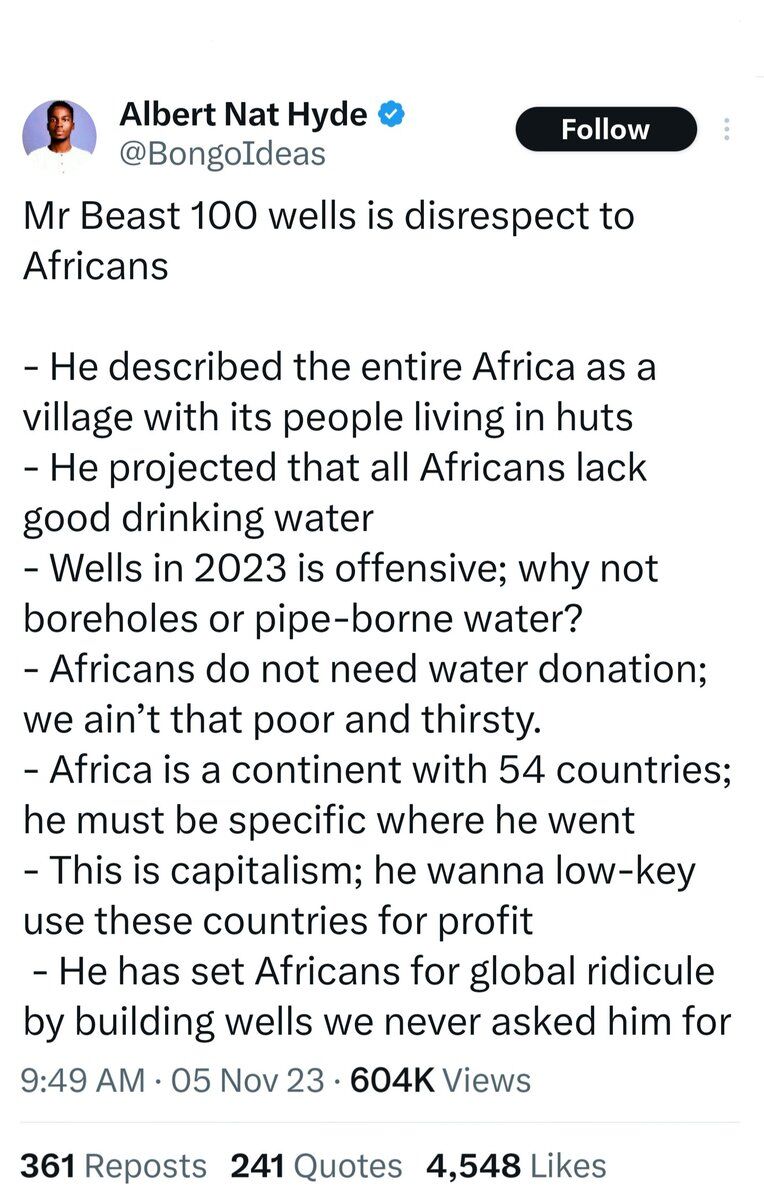 Albert Nat Hyde
@BongoIdeas
Follow
Mr Beast 100 wells is disrespect to
Africans
- He described the entire Africa as a
village with its people living in huts
- He projected that all Africans lack
good drinking water
- Wells in 2023 is offensive; why not
boreholes or pipe-borne water?
- Africans do not need water donation;
we ain’t that poor and thirsty.
- Africa is a continent with 54 countries;
he must be specific where he went
- This is capitalism; he wanna low-key
use these countries for profit
- He has set Africans for global ridicule
by building wells we never asked him for
9:49 AM · 05 Nov 23 · 604K Views
361 Reposts 241 Quotes 4,548 Likes